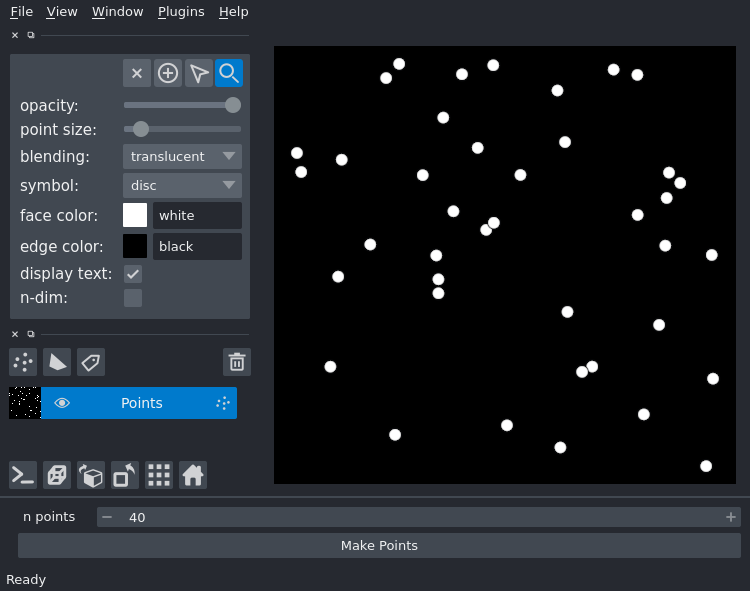 File View Window Plugins Help
opacity:
point size:
blending: translucent
symbol: disc
face color: white
edge color: black
display text:
n-dim:
Points
n points 40
Make Points
Ready